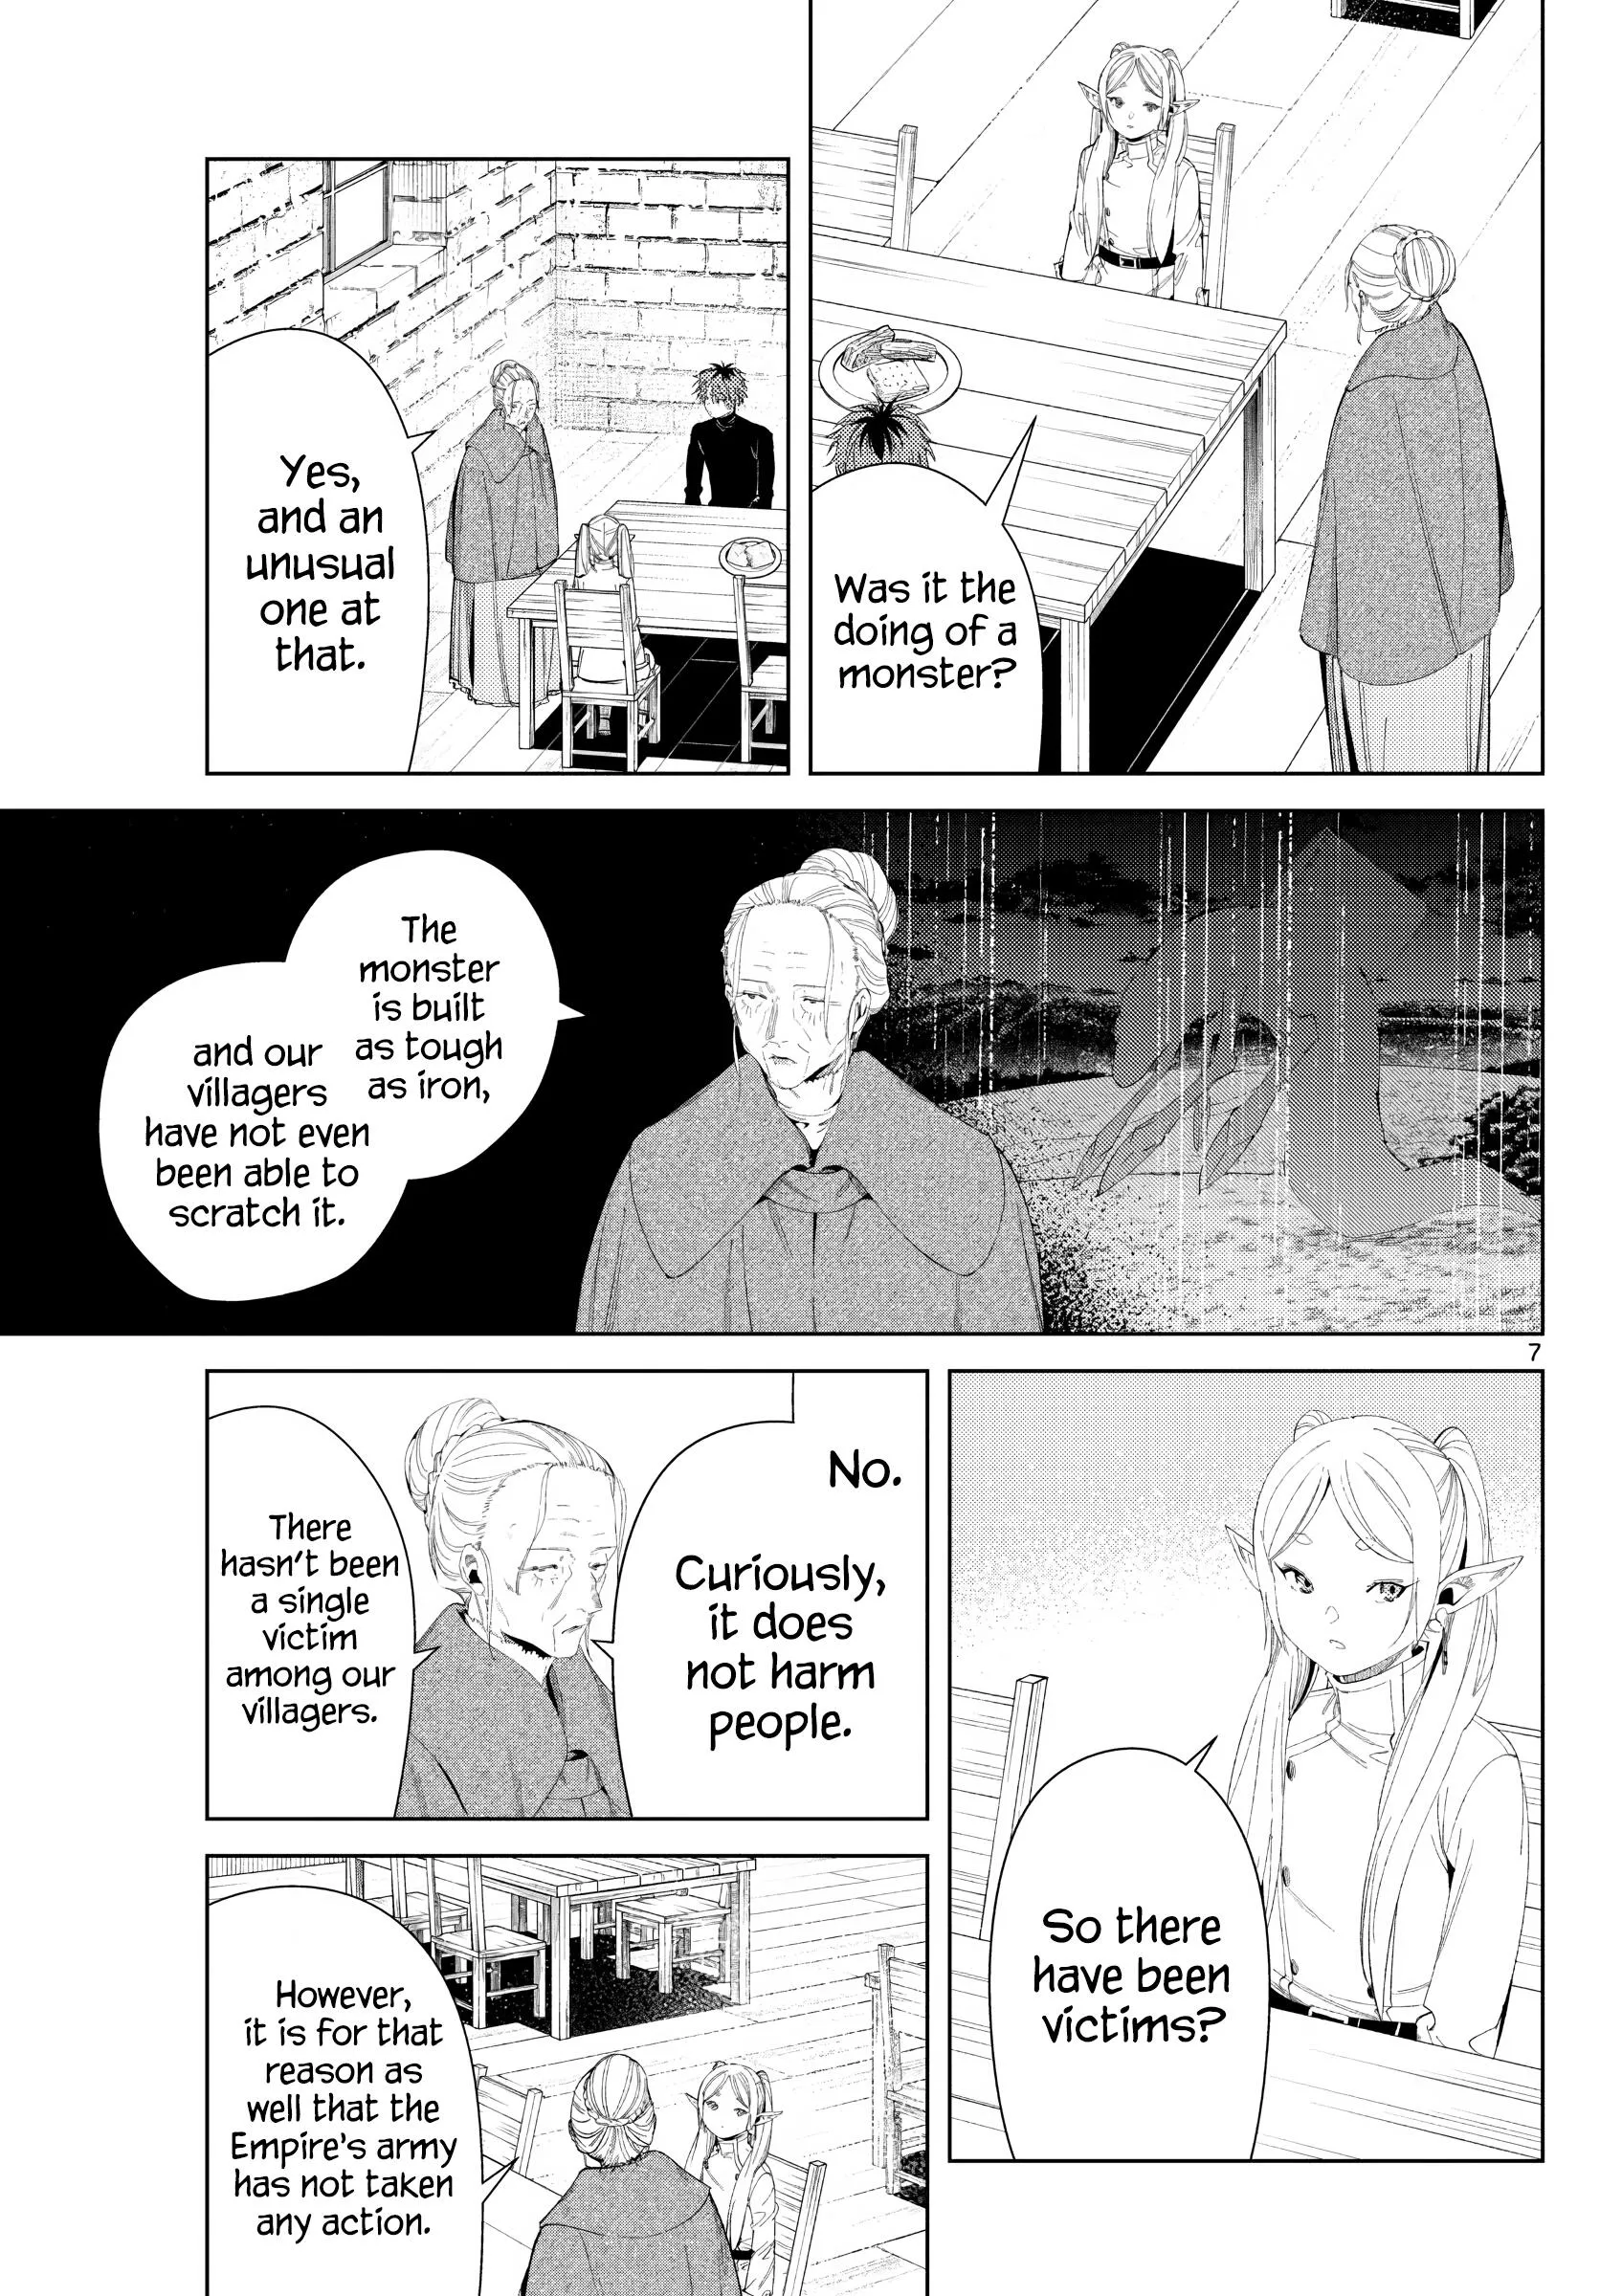 Was it the
doing of a
monster?
Yes,
and an
unusual
one at
that.
The
monster
is built
as tough
as iron,
and our
villagers
have not even
been able to
scratch it.
7
So there
have been
victims?
No.
Curiously,
it does
not harm
people.
There
hasn't been
a single
victim
among our
villagers.
However,
it is for that
reason as
well that the
Empire's army
has not taken
any action.